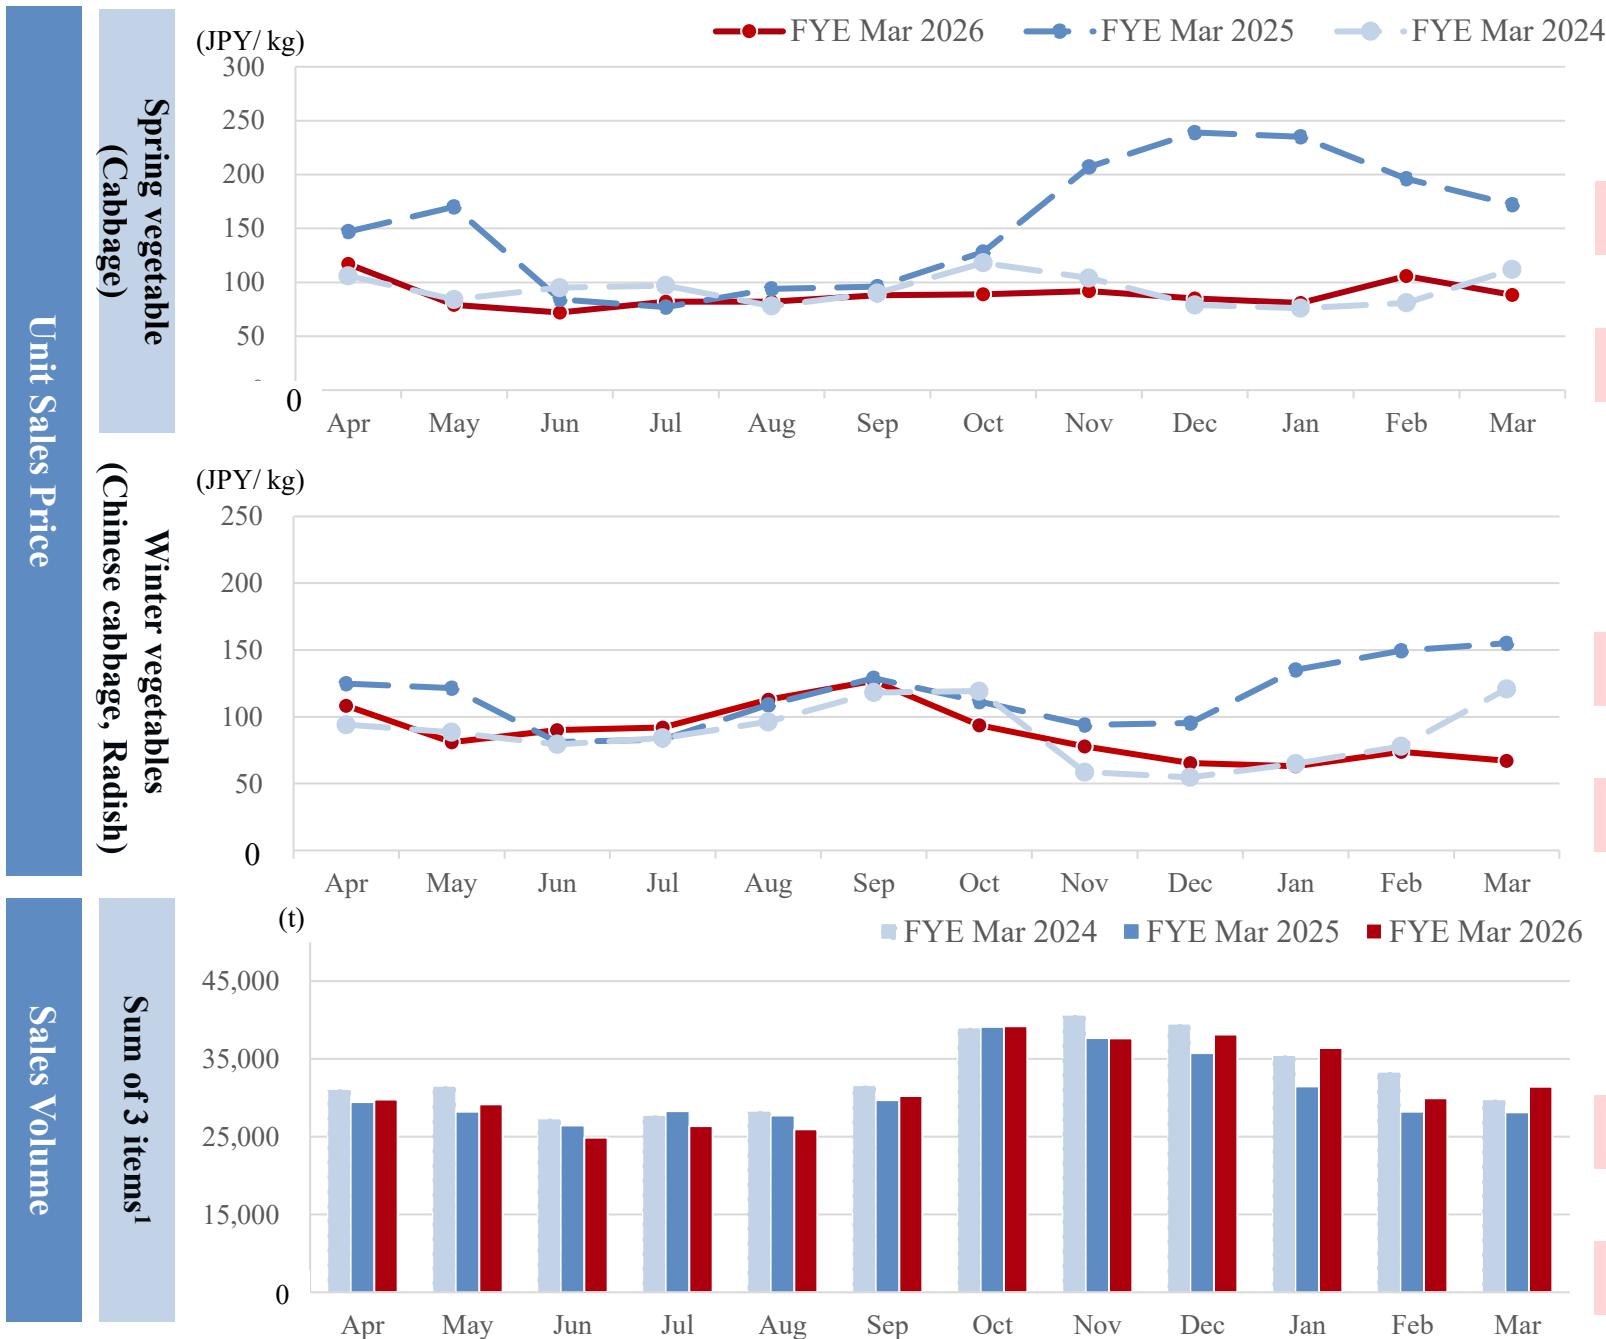 Unit Sales Price
Spring vegetable
(Cabbage)
(JPY/ kg)
FYE Mar 2026
FYE Mar 2025
FYE Mar 2024
300
250
200
150
100
50
0
Apr May Jun Jul Aug Sep Oct Nov Dec Jan Feb Mar
Winter vegetables
(Chinese cabbage, Radish)
(JPY/ kg)
250
200
150
100
50
0
Apr May Jun Jul Aug Sep Oct Nov Dec Jan Feb Mar
Sales Volume
Sum of 3 items¹
(t)
FYE Mar 2024
FYE Mar 2025
FYE Mar 2026
45,000
35,000
25,000
15,000
0
Apr May Jun Jul Aug Sep Oct Nov Dec Jan Feb Mar